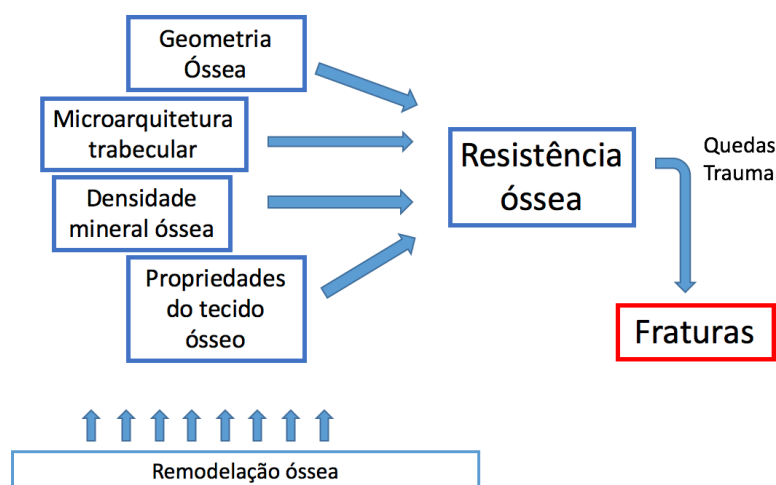 Geometria
Óssea
Microarquitetura
trabecular
Densidade
mineral óssea
Propriedades
do tecido
ósseo
Resistência
óssea
Quedas
Trauma
Fraturas
Remodelação óssea